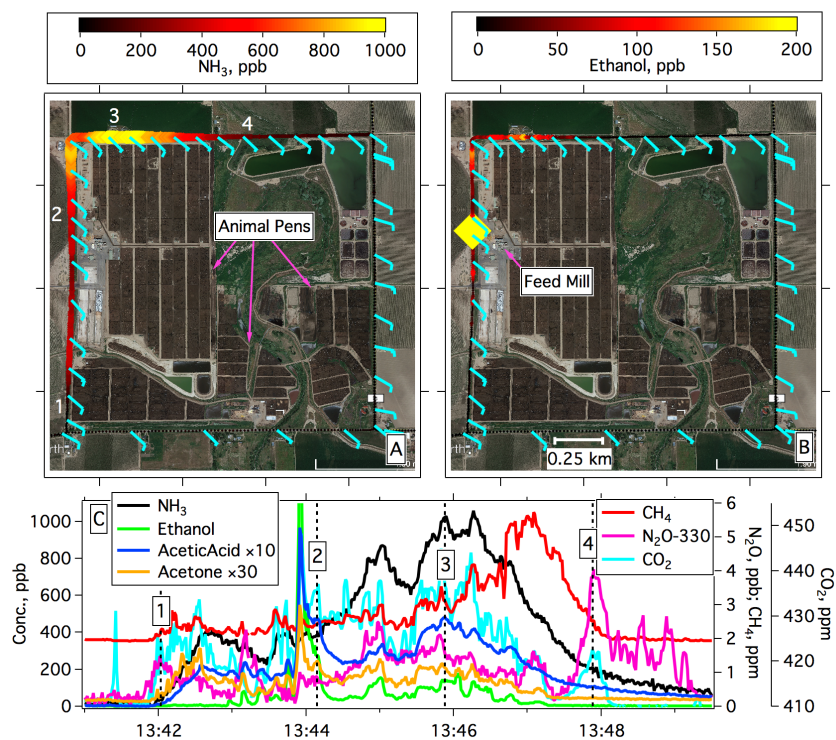 0 200 400 600 800 1000
NH₃, ppb
0 50 100 150 200
Ethanol, ppb
3
4
2
Animal Pens
Feed Mill
1
A
0.25 km
B
C
NH₃
Ethanol
AceticAcid ×10
Acetone ×30
CH₄
N₂O-330
CO₂
1
2
3
4
Conc., ppb
1000
800
600
400
200
0
6
5
4
3
2
1
0
N₂O, ppb; CH₄, ppm
450
440
430
420
410
CO₂, ppm
13:42 13:44 13:46 13:48